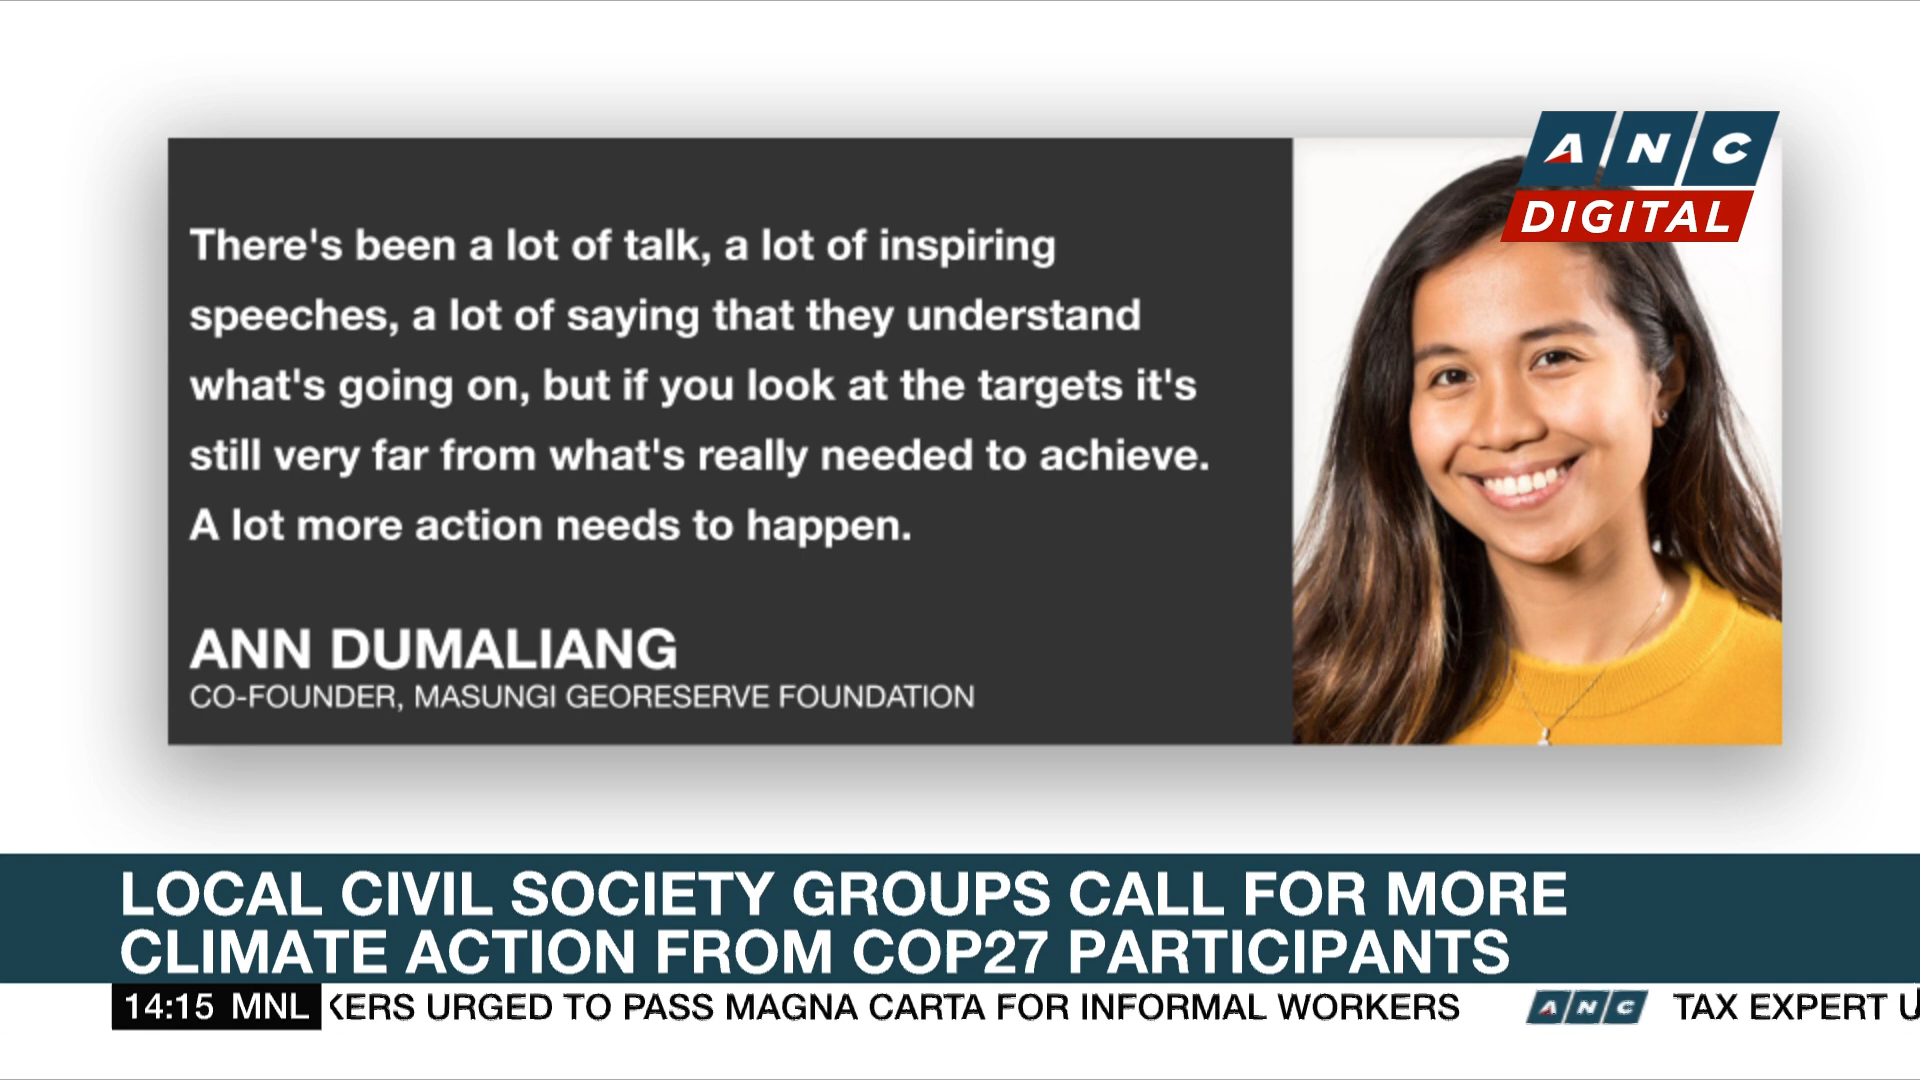 ANC
DIGITAL
There's been a lot of talk, a lot of inspiring
speeches, a lot of saying that they understand
what's going on, but if you look at the targets it's
still very far from what's really needed to achieve.
A lot more action needs to happen.
ANN DUMALIANG
CO-FOUNDER, MASUNGI GEORESERVE FOUNDATION
LOCAL CIVIL SOCIETY GROUPS CALL FOR MORE
CLIMATE ACTION FROM COP27 PARTICIPANTS
14:15 MNL KERS URGED TO PASS MAGNA CARTA FOR INFORMAL WORKERS ANC TAX EXPERT